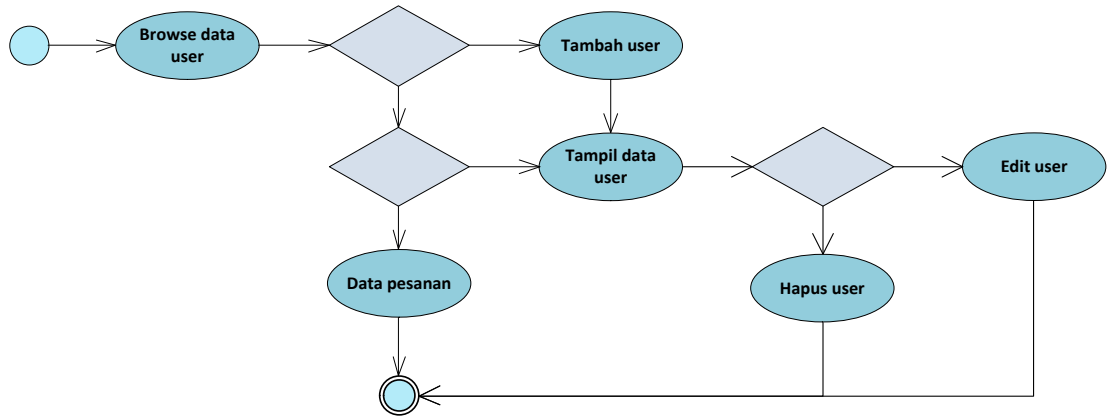 Browse data
user
Tambah user
Tampil data
user
Edit user
Data pesanan
Hapus user